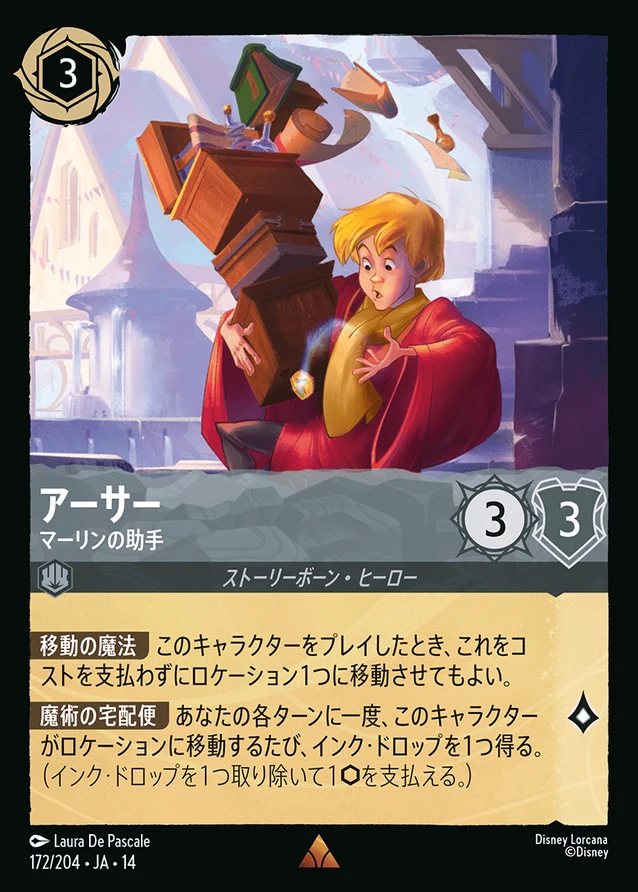 3
アーサー
マーリンの助手
3
3
ストーリーボーン・ヒーロー
移動の魔法 このキャラクターをプレイしたとき、これをコ
ストを支払わずにロケーション1つに移動させてもよい。
魔術の宅配便 あなたの各ターンに一度、このキャラクター
がロケーションに移動するたび、インク・ドロップを1つ得る。
（インク・ドロップを1つ取り除いて1⬡を支払える。）
Laura De Pascale
172/204・JA・14
Disney Lorcana
©Disney